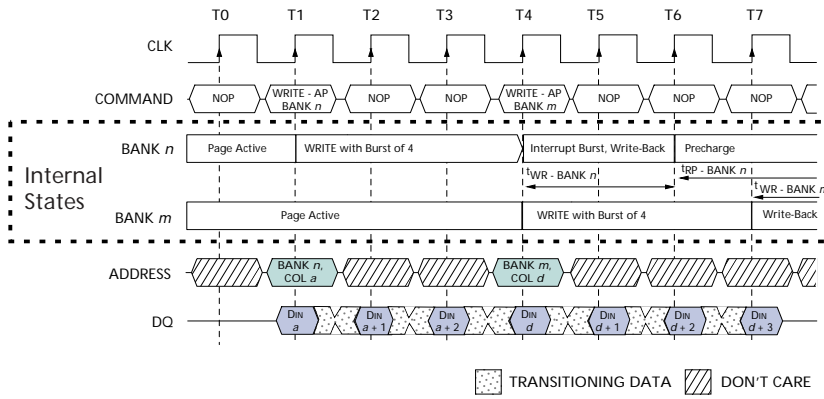 T0 T1 T2 T3 T4 T5 T6 T7
CLK
COMMAND NOP WRITE - AP BANK n NOP NOP WRITE - AP BANK m NOP NOP NOP
BANK n Page Active WRITE with Burst of 4 Interrupt Burst, Write-Back Precharge
Internal States
tWR - BANK n tRP - BANK n
tWR - BANK n
BANK m Page Active WRITE with Burst of 4 Write-Back
ADDRESS BANK n, COL a BANK m, COL d
DQ DIN a DIN a + 1 DIN a + 2 DIN d DIN d + 1 DIN d + 2 DIN d + 3
TRANSITIONING DATA DON'T CARE